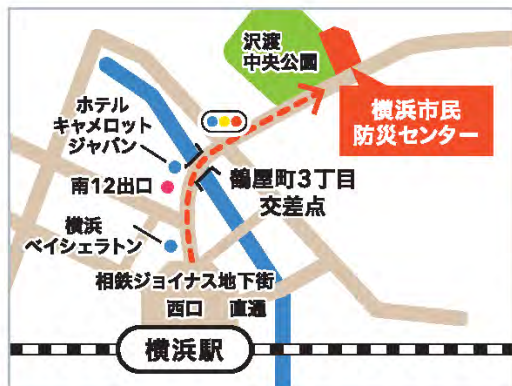 沢渡
中央公園
横浜市民
防災センター
ホテル
キャメロット
ジャパン
南12出口
鶴屋町3丁目
交差点
横浜
ベイシェラトン
相鉄ジョイナス地下街
西口 直通
横浜駅